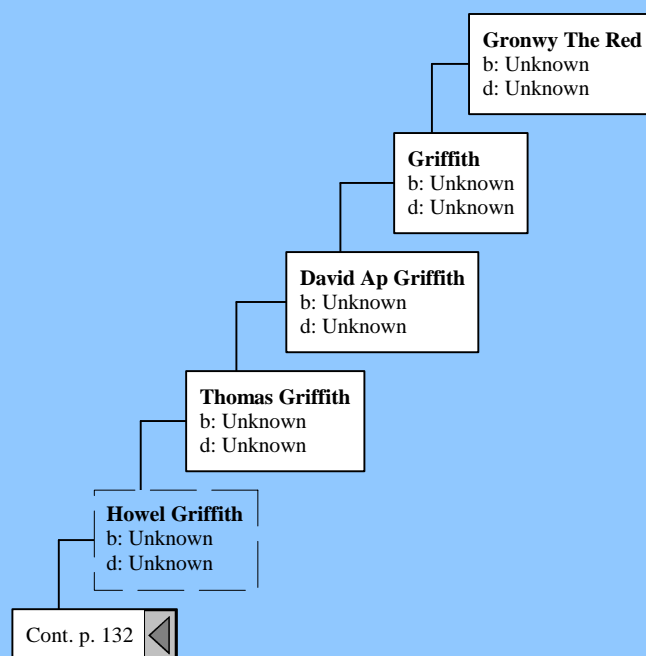 Gronwy The Red
b: Unknown
d: Unknown
Griffith
b: Unknown
d: Unknown
David Ap Griffith
b: Unknown
d: Unknown
Thomas Griffith
b: Unknown
d: Unknown
Howel Griffith
b: Unknown
d: Unknown
Cont. p. 132